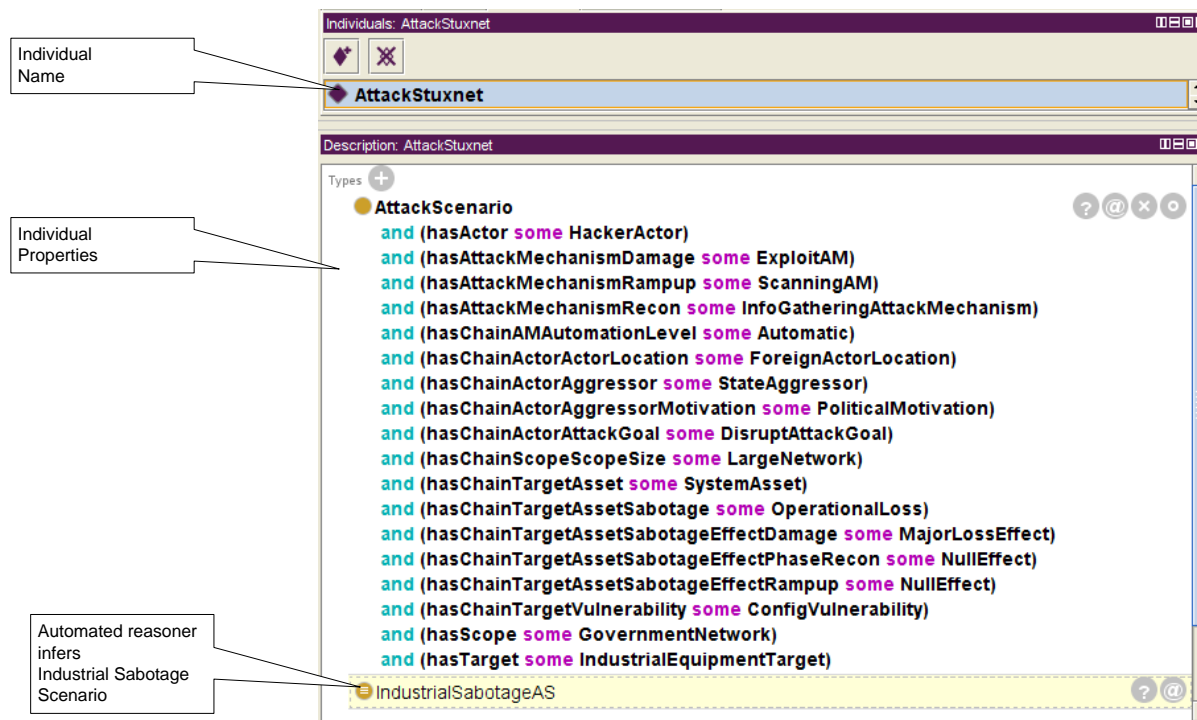 Individuals: AttackStuxnet
Individual
Name
AttackStuxnet
Description: AttackStuxnet
Types
AttackScenario
and (hasActor some HackerActor)
Individual
Properties
and (hasAttackMechanismDamage some ExploitAM)
and (hasAttackMechanismRampup some ScanningAM)
and (hasAttackMechanismRecon some InfoGatheringAttackMechanism)
and (hasChainAMAutomationLevel some Automatic)
and (hasChainActorActorLocation some ForeignActorLocation)
and (hasChainActorAggressor some StateAggressor)
and (hasChainActorAggressorMotivation some PoliticalMotivation)
and (hasChainActorAttackGoal some DisruptAttackGoal)
and (hasChainScopeScopeSize some LargeNetwork)
and (hasChainTargetAsset some SystemAsset)
and (hasChainTargetAssetSabotage some OperationalLoss)
and (hasChainTargetAssetSabotageEffectDamage some MajorLossEffect)
and (hasChainTargetAssetSabotageEffectPhaseRecon some NullEffect)
and (hasChainTargetAssetSabotageEffectRampup some NullEffect)
and (hasChainTargetVulnerability some ConfigVulnerability)
and (hasScope some GovernmentNetwork)
and (hasTarget some IndustrialEquipmentTarget)
Automated reasoner
infers
Industrial Sabotage
Scenario
IndustrialSabotageAS